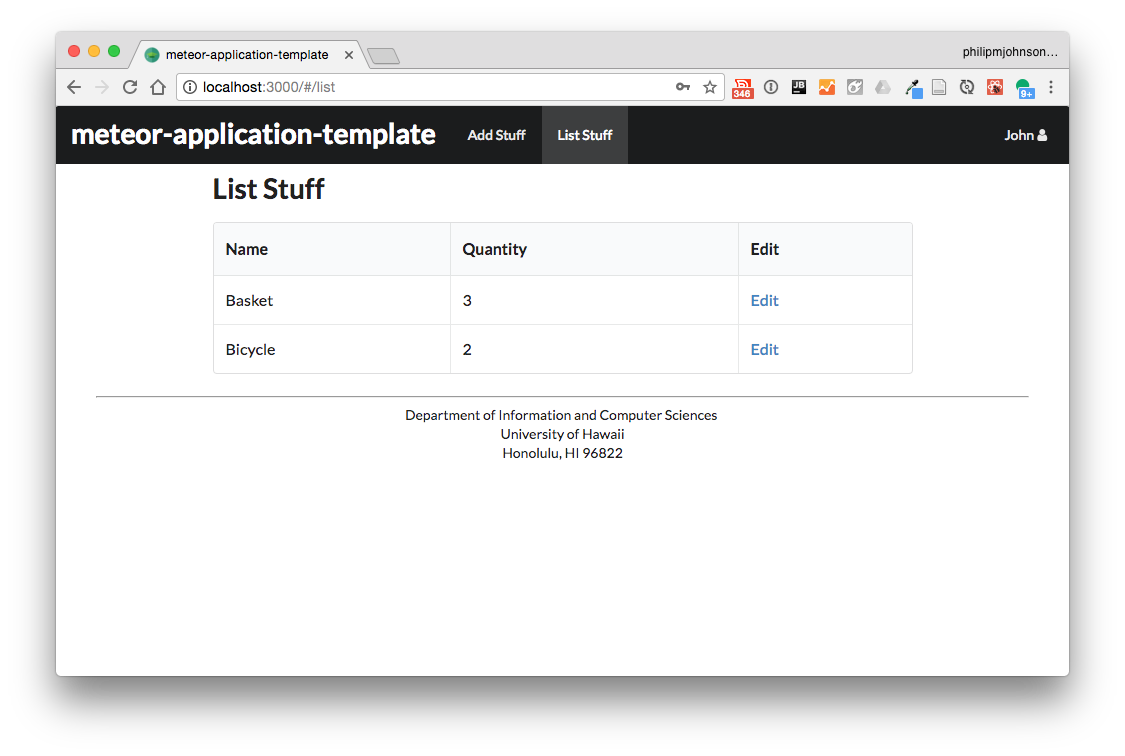 meteor-application-template
philipmjohnson...
localhost:3000/#/list
346
JB
9+
meteor-application-template Add Stuff List Stuff John
List Stuff
Name Quantity Edit
Basket 3 Edit
Bicycle 2 Edit
Department of Information and Computer Sciences
University of Hawaii
Honolulu, HI 96822